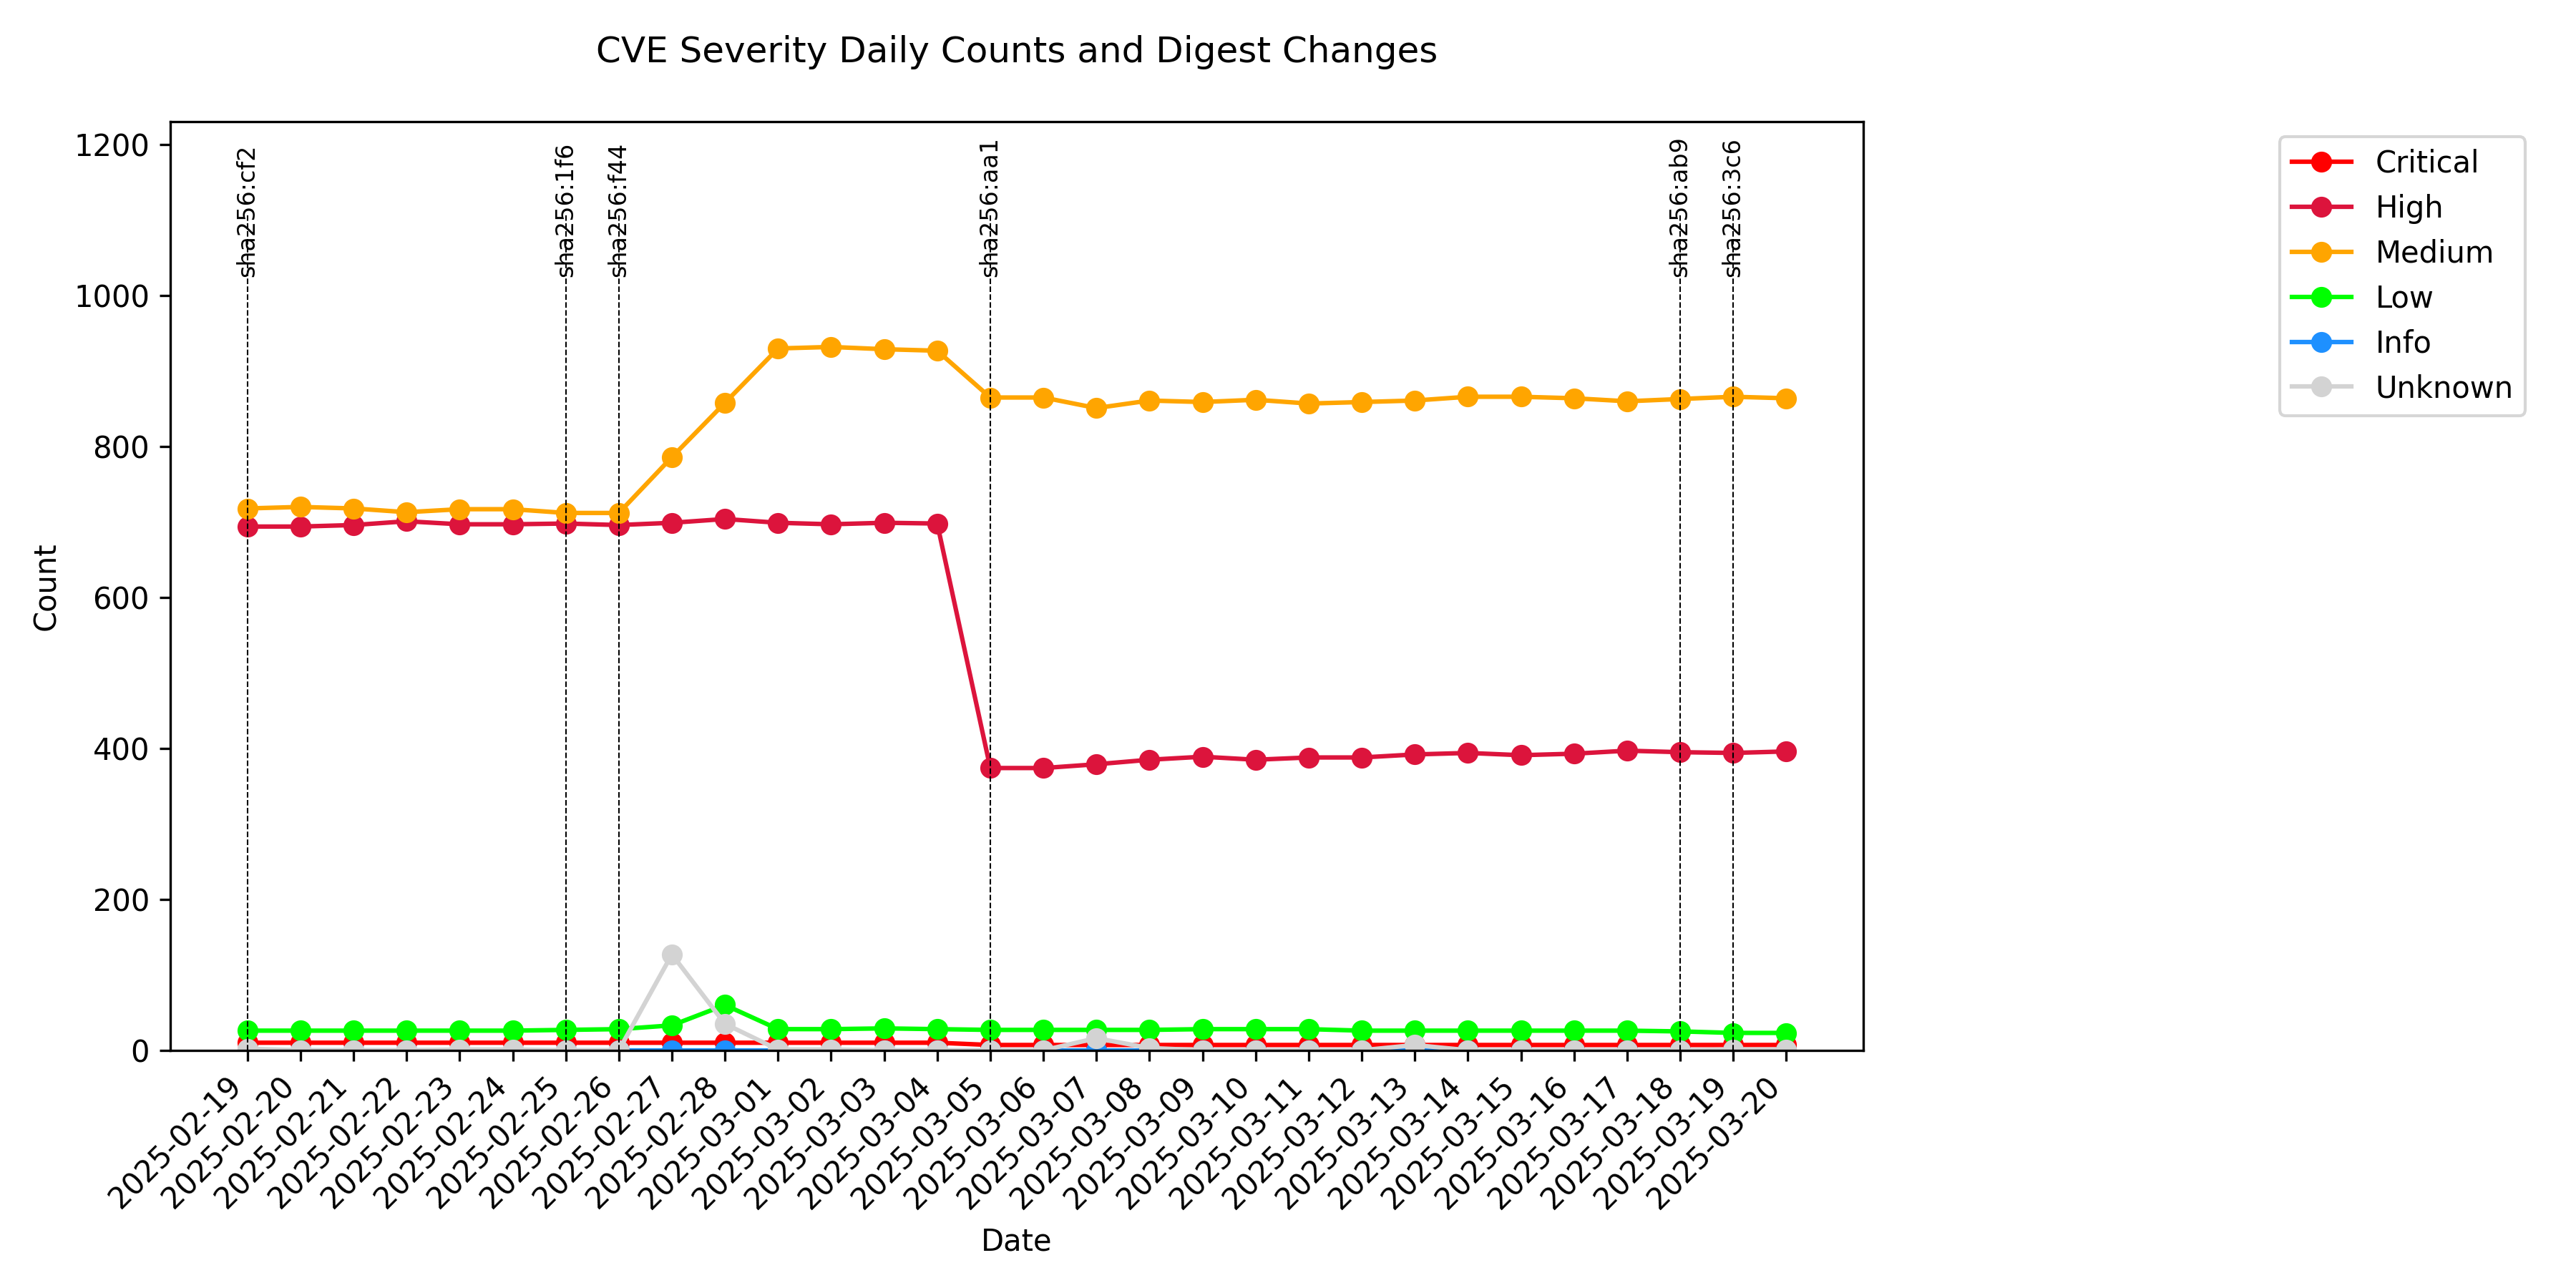 CVE Severity Daily Counts and Digest Changes
1200
1000
800
600
400
200
0
Count
sha256:cf2
sha256:1f6
sha256:f44
sha256:aa1
sha256:ab9
sha256:3c6
Critical
High
Medium
Low
Info
Unknown
2025-02-19
2025-02-20
2025-02-21
2025-02-22
2025-02-23
2025-02-24
2025-02-25
2025-02-26
2025-02-27
2025-02-28
2025-03-01
2025-03-02
2025-03-03
2025-03-04
2025-03-05
2025-03-06
2025-03-07
2025-03-08
2025-03-09
2025-03-10
2025-03-11
2025-03-12
2025-03-13
2025-03-14
2025-03-15
2025-03-16
2025-03-17
2025-03-18
2025-03-19
2025-03-20
Date